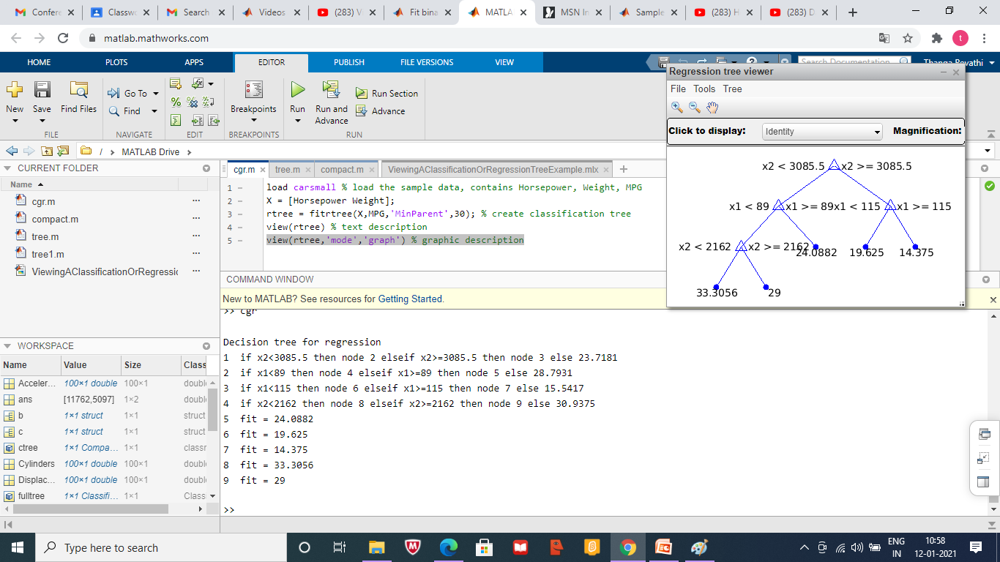 Confere
Classw
Search
Videos
(283) V
Fit bina
MATLA
MSN In
Sample
(283) H
(283) D
matlab.mathworks.com
t
HOME PLOTS APPS EDITOR PUBLISH FILE VERSIONS VIEW
Search Documentation
Thanga Revathi
New Save Find Files
Go To
Find
Breakpoints
Run Run and Advance
Run Section
Advance
FILE NAVIGATE EDIT BREAKPOINTS RUN
/ MATLAB Drive
CURRENT FOLDER
Name
cgr.m
compact.m
tree.m
tree1.m
ViewingAClassificationOrRegressic
WORKSPACE
Name Value Size Class
Acceler... 100×1 double 100×1 doubl
ans [11762,5097] 1×2 doubl
b 1×1 struct 1×1 struct
c 1×1 struct 1×1 struct
ctree 1×1 Compa... 1×1 classr
Cylinders 100×1 double 100×1 doubl
Displac... 100×1 double 100×1 doubl
fulltree 1×1 Classifi... 1×1 Classi
cgr.m tree.m compact.m ViewingAClassificationOrRegressionTreeExample.mlx
1 load carsmall % load the sample data, contains Horsepower, Weight, MPG
2 X = [Horsepower Weight];
3 rtree = fitrtree(X,MPG,'MinParent',30); % create classification tree
4 view(rtree) % text description
5 view(rtree,'mode','graph') % graphic description
COMMAND WINDOW
New to MATLAB? See resources for Getting Started.
>> cgr
Decision tree for regression
1 if x2<3085.5 then node 2 elseif x2>=3085.5 then node 3 else 23.7181
2 if x1<89 then node 4 elseif x1>=89 then node 5 else 28.7931
3 if x1<115 then node 6 elseif x1>=115 then node 7 else 15.5417
4 if x2<2162 then node 8 elseif x2>=2162 then node 9 else 30.9375
5 fit = 24.0882
6 fit = 19.625
7 fit = 14.375
8 fit = 33.3056
9 fit = 29
>>
Regression tree viewer
File Tools Tree
Click to display: Identity Magnification:
x2 < 3085.5 x2 >= 3085.5
x1 < 89 x1 >= 89 x1 < 115 x1 >= 115
x2 < 2162 x2 >= 2162 24.0882 19.625 14.375
33.3056 29
Type here to search
ENG
IN
10:58
12-01-2021